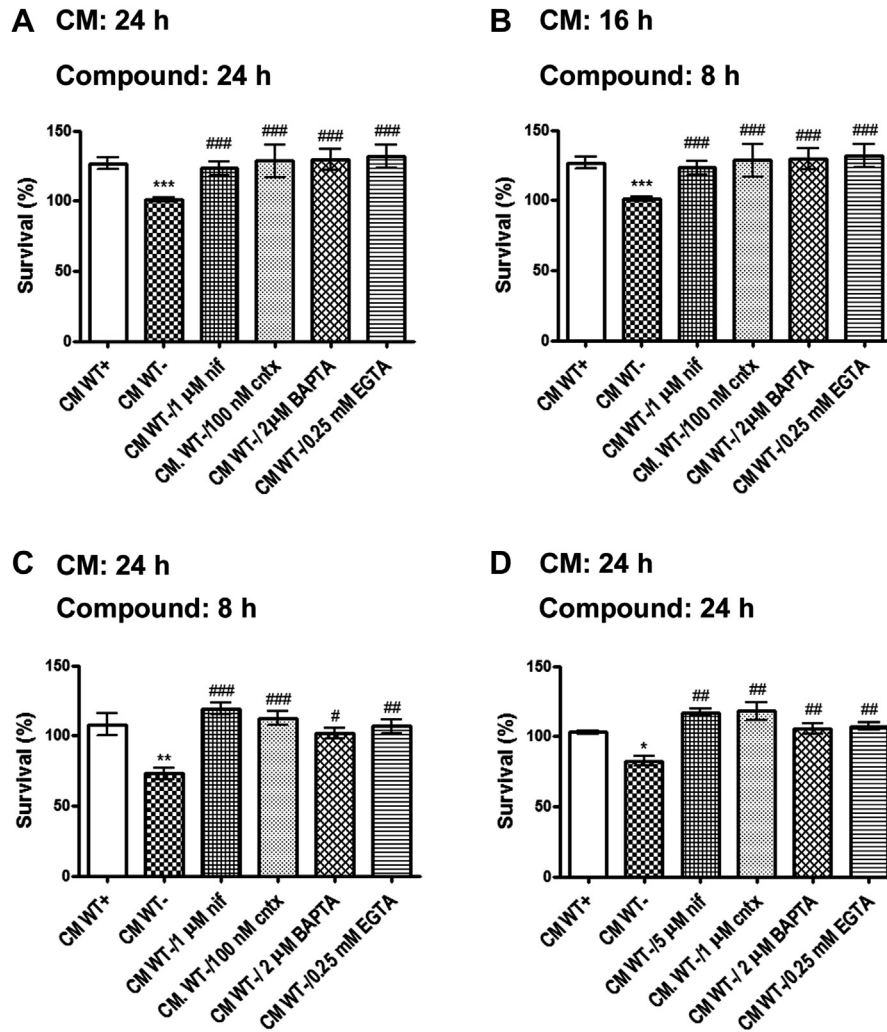 A CM: 24 h
Compound: 24 h
150
100
50
0
Survival (%)
***
###
###
###
###
CM WT+
CM WT-
CM WT-/1 µM nif
CM. WT-/100 nM cntx
CM WT-/ 2µM BAPTA
CM WT-/0.25 mM EGTA
B CM: 16 h
Compound: 8 h
150
100
50
0
Survival (%)
***
###
###
###
###
CM WT+
CM WT-
CM WT-/1 µM nif
CM. WT-/100 nM cntx
CM WT-/ 2µM BAPTA
CM WT-/0.25 mM EGTA
C CM: 24 h
Compound: 8 h
150
100
50
0
Survival (%)
**
###
###
#
##
CM WT+
CM WT-
CM WT-/1 µM nif
CM. WT-/100 nM cntx
CM WT-/ 2 µM BAPTA
CM WT-/0.25 mM EGTA
D CM: 24 h
Compound: 24 h
150
100
50
0
Survival (%)
*
##
##
##
##
CM WT+
CM WT-
CM WT-/5 µM nif
CM. WT-/1 µM cntx
CM WT-/ 2 µM BAPTA
CM WT-/0.25 mM EGTA